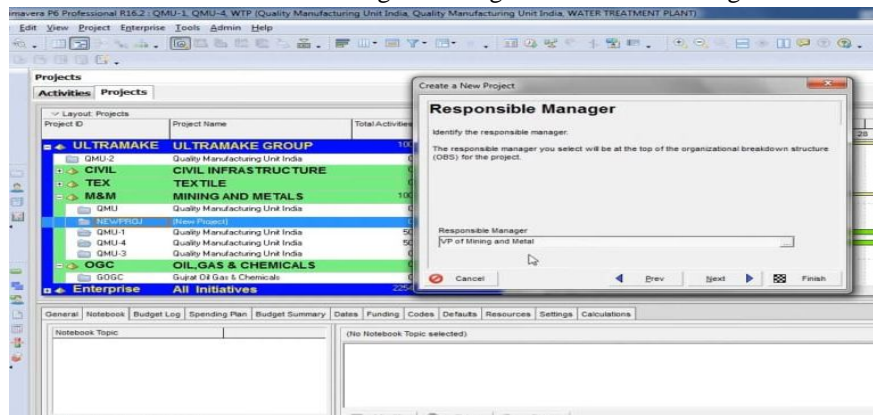 imavera P6 Professional R16.2 : QMU-1, QMU-4, WTP (Quality Manufacturing Unit India, Quality Manufacturing Unit India, WATER TREATMENT PLANT)
Edit View Project Enterprise Tools Admin Help
Projects
Activities Projects
Layout: Projects
Project ID Project Name Total Activities
28
ULTRAMAKE ULTRAMAKE GROUP 100
QMU-2 Quality Manufacturing Unit India
CIVIL CIVIL INFRASTRUCTURE
TEX TEXTILE
M&M MINING AND METALS 100
QMU Quality Manufacturing Unit India
NEWPROJ (New Project)
QMU-1 Quality Manufacturing Unit India 50
QMU-4 Quality Manufacturing Unit India 50
QMU-3 Quality Manufacturing Unit India
OGC OIL,GAS & CHEMICALS
GOGC Gujrat Oil Gas & Chemicals
Enterprise All Initiatives
Create a New Project
Responsible Manager
Identify the responsible manager.
The responsible manager you select will be at the top of the organizational breakdown structure
(OBS) for the project.
Responsible Manager
VP of Mining and Metal ...
Cancel Prev Next Finish
General Notebook Budget Log Spending Plan Budget Summary Dates Funding Codes Defaults Resources Settings Calculations
Notebook Topic (No Notebook Topic selected)